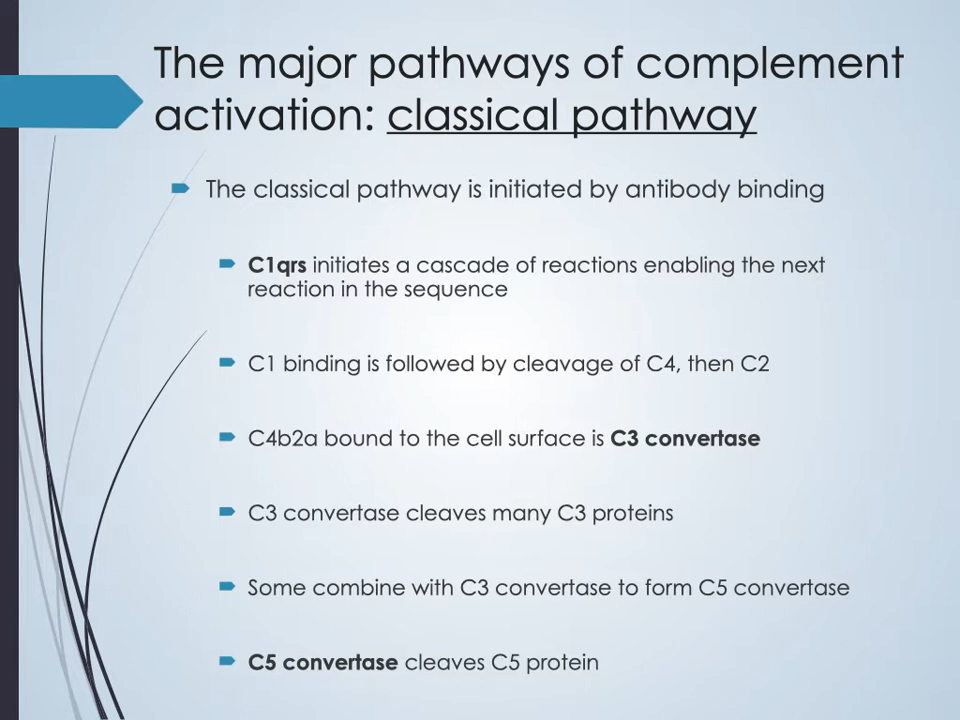 The major pathways of complement
activation: classical pathway
The classical pathway is initiated by antibody binding
C1qrs initiates a cascade of reactions enabling the next
reaction in the sequence
C1 binding is followed by cleavage of C4, then C2
C4b2a bound to the cell surface is C3 convertase
C3 convertase cleaves many C3 proteins
Some combine with C3 convertase to form C5 convertase
C5 convertase cleaves C5 protein